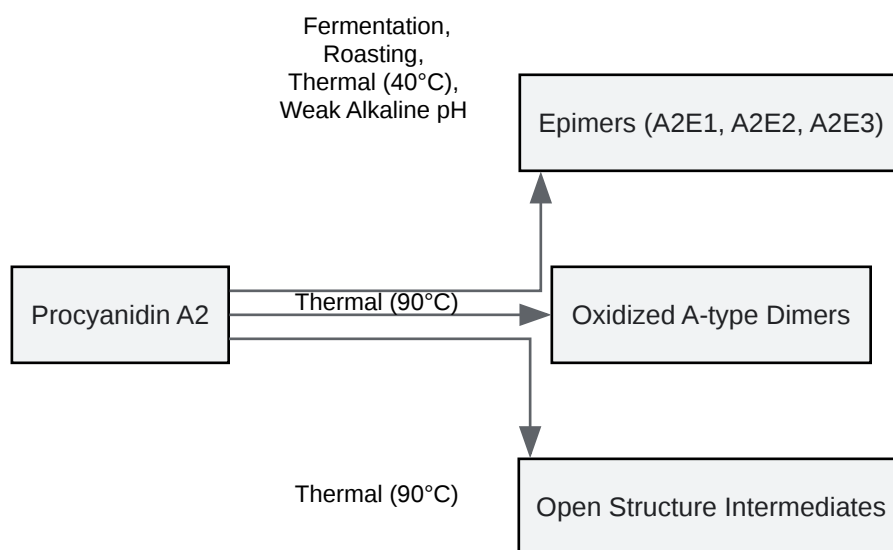 Fermentation,
Roasting,
Thermal (40°C),
Weak Alkaline pH
Epimers (A2E1, A2E2, A2E3)
Procyanidin A2
Thermal (90°C)
Oxidized A-type Dimers
Thermal (90°C)
Open Structure Intermediates